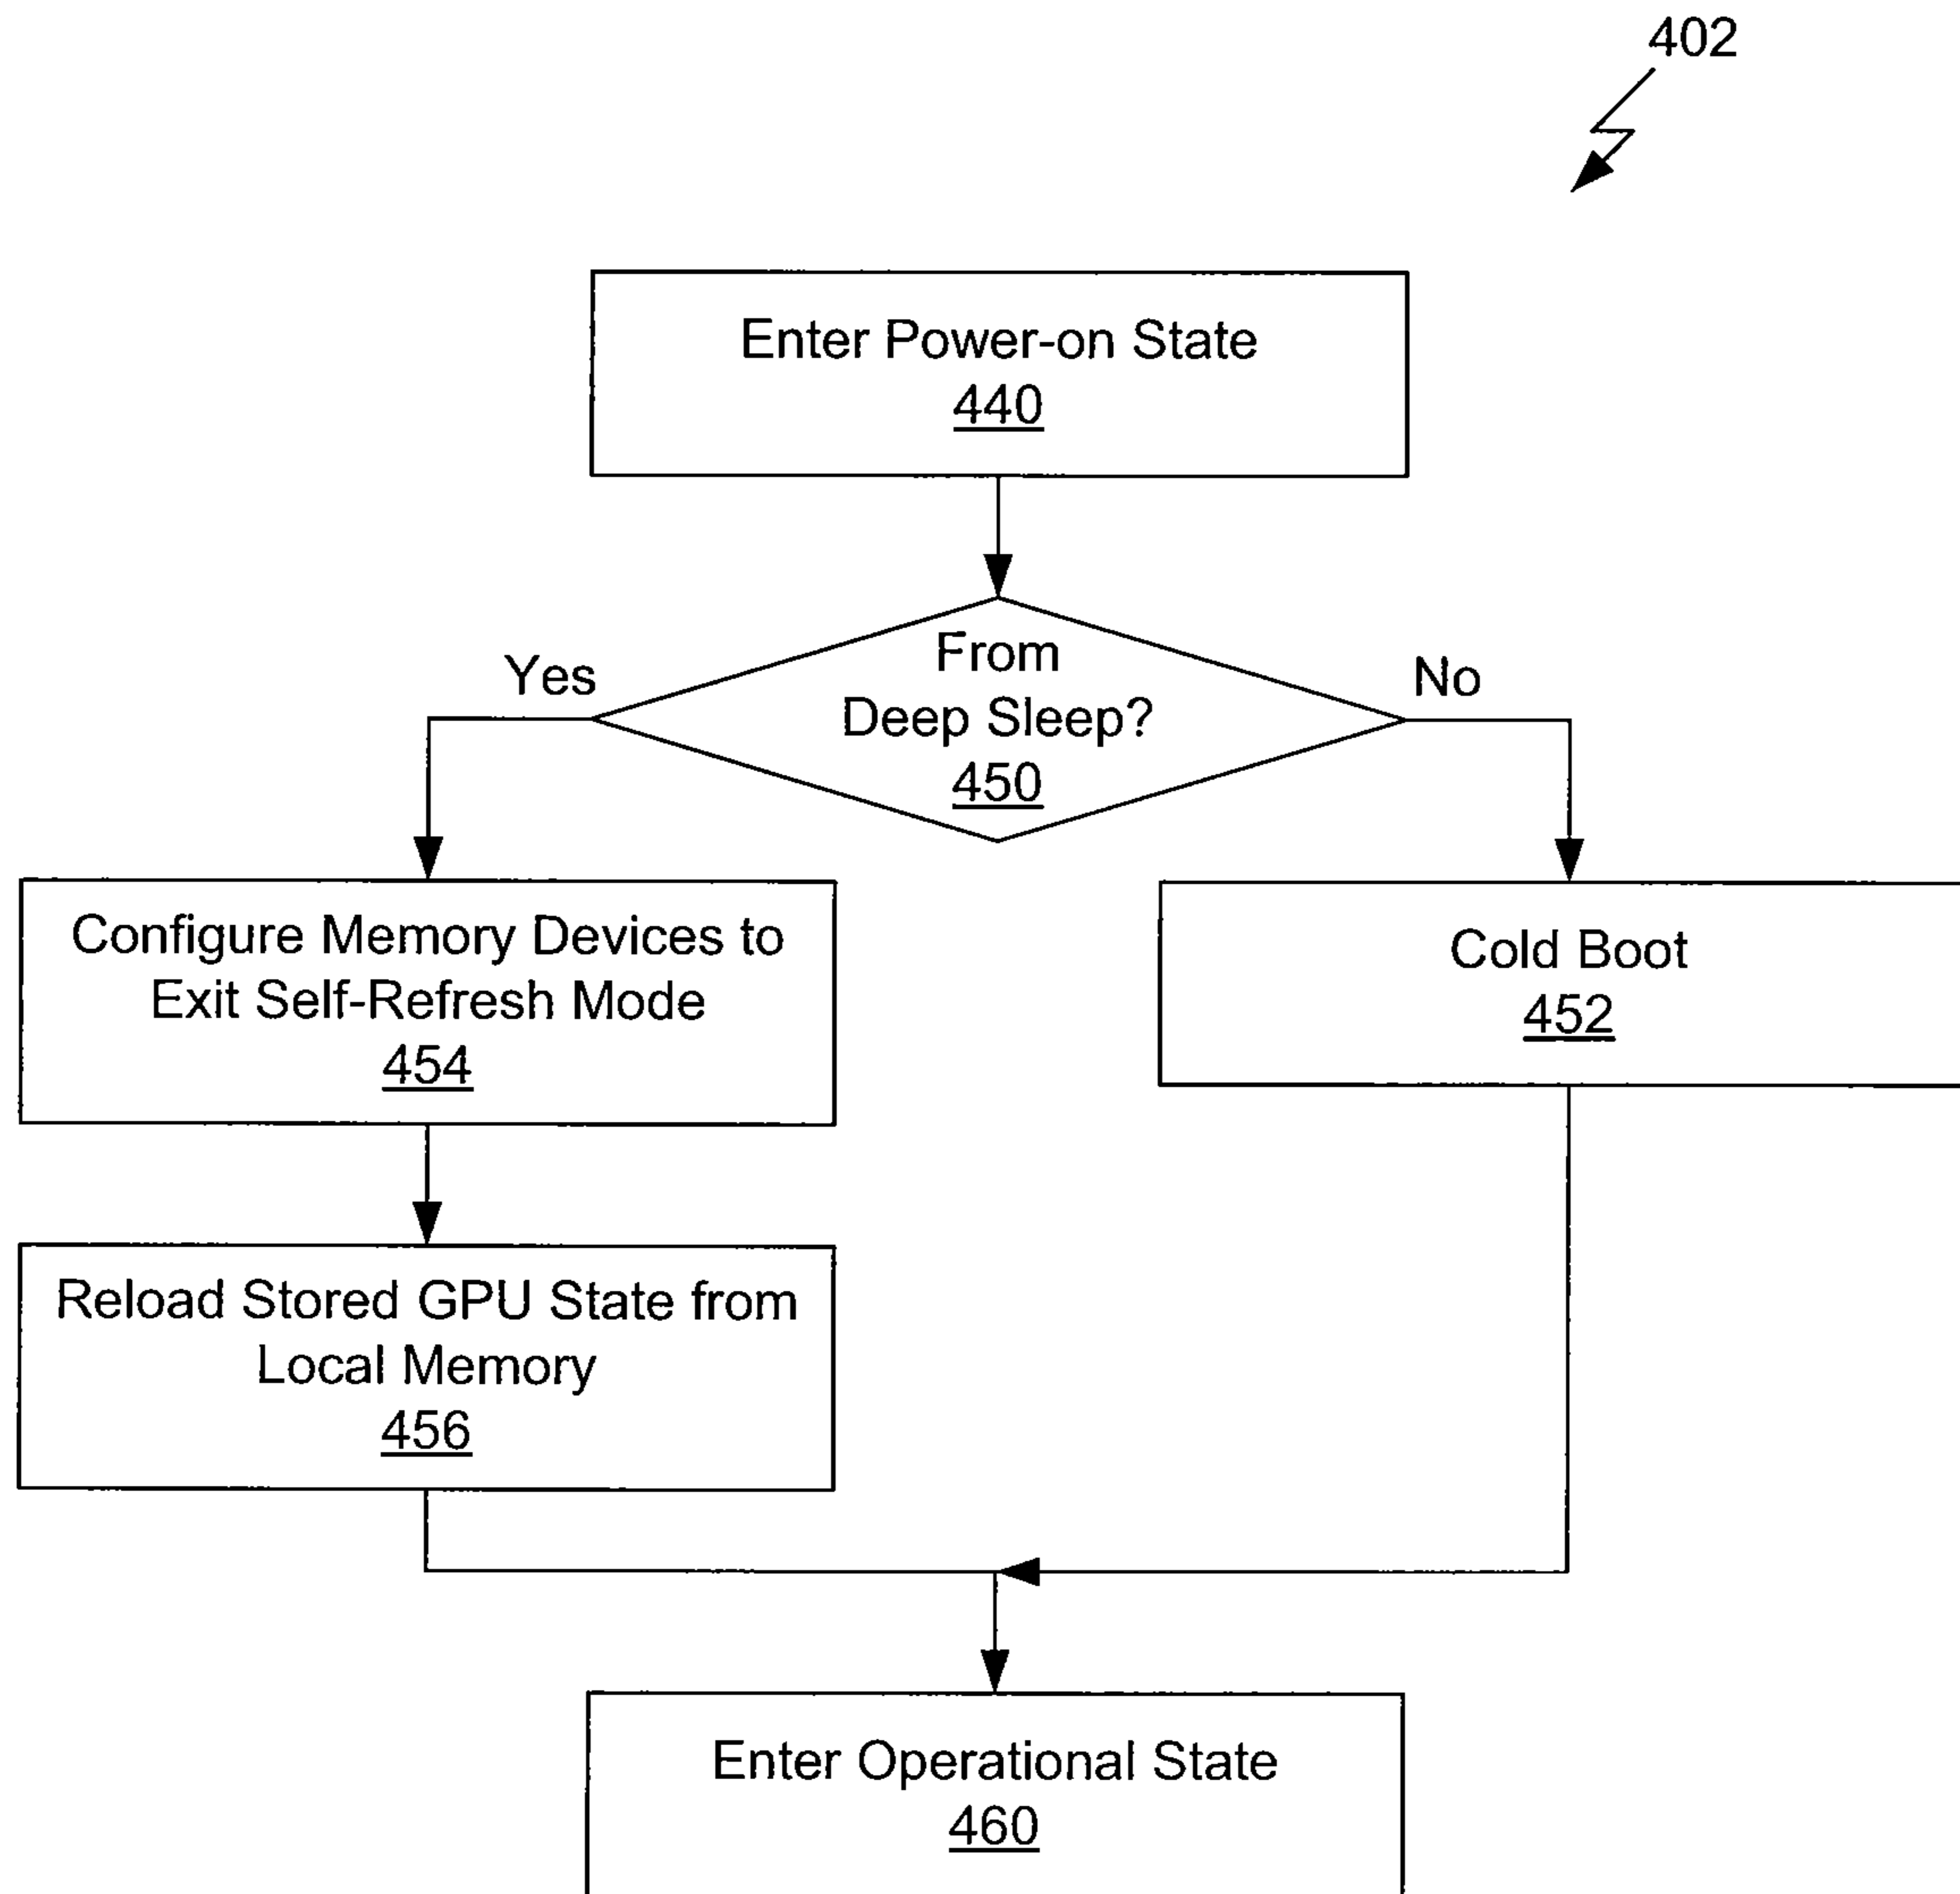 402
Enter Power-on State
440
From
Deep Sleep?
450
Yes
No
Configure Memory Devices to
Exit Self-Refresh Mode
454
Cold Boot
452
Reload Stored GPU State from
Local Memory
456
Enter Operational State
460